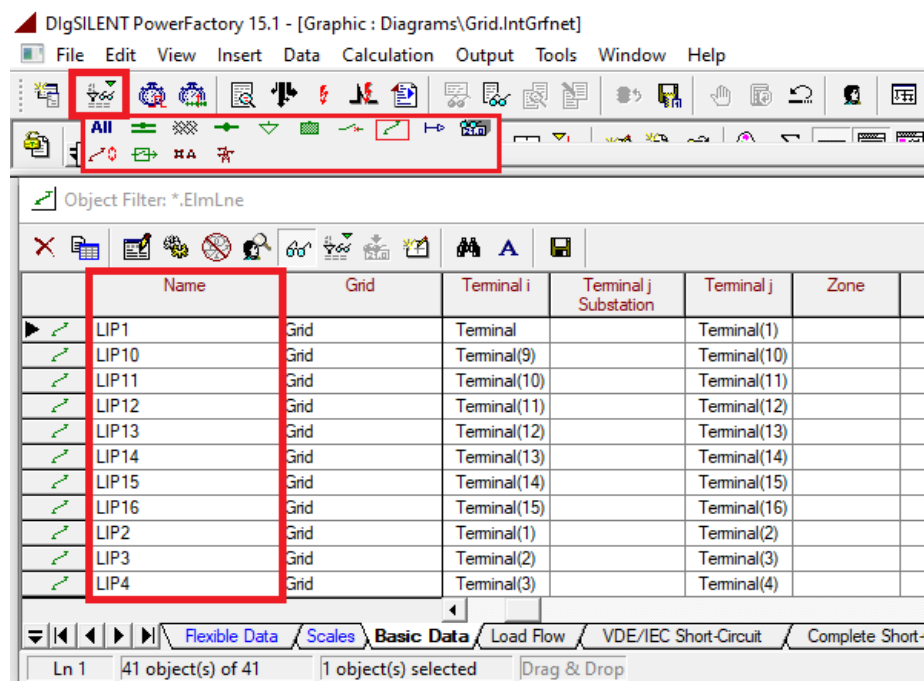 DIgSILENT PowerFactory 15.1 - [Graphic : Diagrams\Grid.IntGrfnet]
File Edit View Insert Data Calculation Output Tools Window Help
All
Object Filter: *.ElmLne
Name Grid Terminal i Terminal j Substation Terminal j Zone
LIP1 Grid Terminal Terminal(1)
LIP10 Grid Terminal(9) Terminal(10)
LIP11 Grid Terminal(10) Terminal(11)
LIP12 Grid Terminal(11) Terminal(12)
LIP13 Grid Terminal(12) Terminal(13)
LIP14 Grid Terminal(13) Terminal(14)
LIP15 Grid Terminal(14) Terminal(15)
LIP16 Grid Terminal(15) Terminal(16)
LIP2 Grid Terminal(1) Terminal(2)
LIP3 Grid Terminal(2) Terminal(3)
LIP4 Grid Terminal(3) Terminal(4)
Flexible Data Scales Basic Data Load Flow VDE/IEC Short-Circuit Complete Short-
Ln 1 41 object(s) of 41 1 object(s) selected Drag & Drop